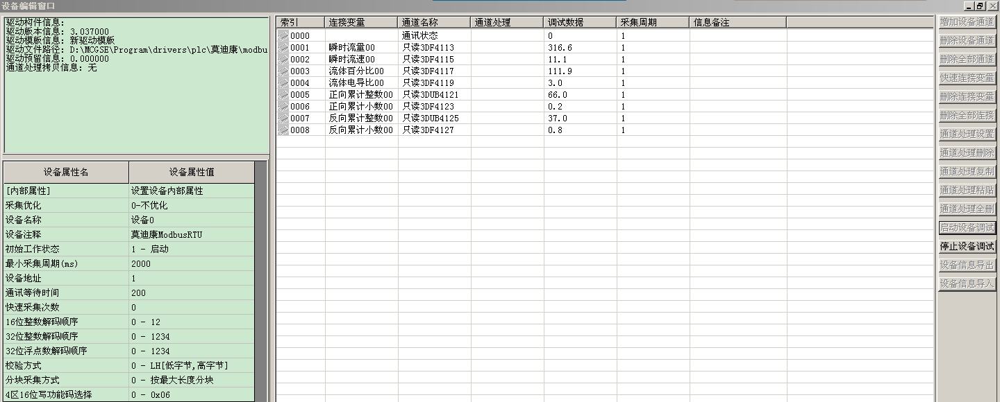 设备编辑窗口
驱动构件信息:
驱动版本信息: 3.037000
驱动模版信息: 新驱动模版
驱动文件路径: D:\MCGSE\Program\drivers\plc\莫迪康\modbu
驱动预留信息: 0.000000
通道处理拷贝信息: 无
设备属性名 设备属性值
[内部属性] 设置设备内部属性
采集优化 0-不优化
设备名称 设备0
设备注释 莫迪康ModbusRTU
初始工作状态 1 - 启动
最小采集周期(ms) 2000
设备地址 1
通讯等待时间 200
快速采集次数 0
16位整数解码顺序 0 - 12
32位整数解码顺序 0 - 1234
32位浮点数解码顺序 0 - 1234
校验方式 0 - LH[低字节,高字节]
分块采集方式 0 - 按最大长度分块
4区16位写功能码选择 0 - 0x06
索引 连接变量 通道名称 通道处理 调试数据 采集周期 信息备注
0000 通讯状态 0 1
0001 瞬时流量00 只读3DF4113 316.6 1
0002 瞬时流速00 只读3DF4115 11.1 1
0003 流体百分比00 只读3DF4117 111.9 1
0004 流体电导比00 只读3DF4119 3.0 1
0005 正向累计整数00 只读3DUB4121 66.0 1
0006 正向累计小数00 只读3DF4123 0.2 1
0007 反向累计整数00 只读3DUB4125 37.0 1
0008 反向累计小数00 只读3DF4127 0.8 1
增加设备通道
删除设备通道
删除全部通道
快速连接变量
删除连接变量
删除全部连接
通道处理设置
通道处理删除
通道处理复制
通道处理粘贴
通道处理全删
启动设备调试
停止设备调试
设备信息导出
设备信息导入